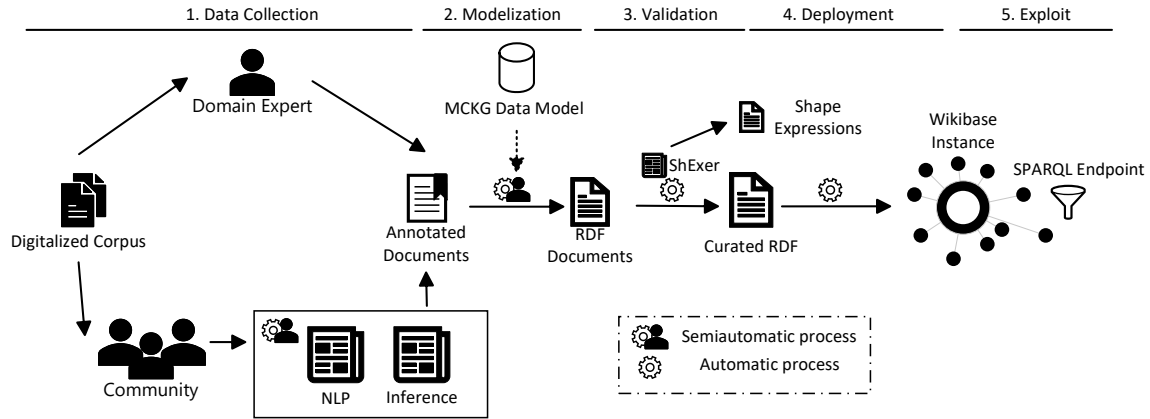 1. Data Collection
2. Modelization
3. Validation
4. Deployment
5. Exploit
Domain Expert
MCKG Data Model
Shape
Expressions
ShExer
Wikibase
Instance
SPARQL Endpoint
Digitalized Corpus
Annotated
Documents
RDF
Documents
Curated RDF
Community
NLP
Inference
Semiautomatic process
Automatic process